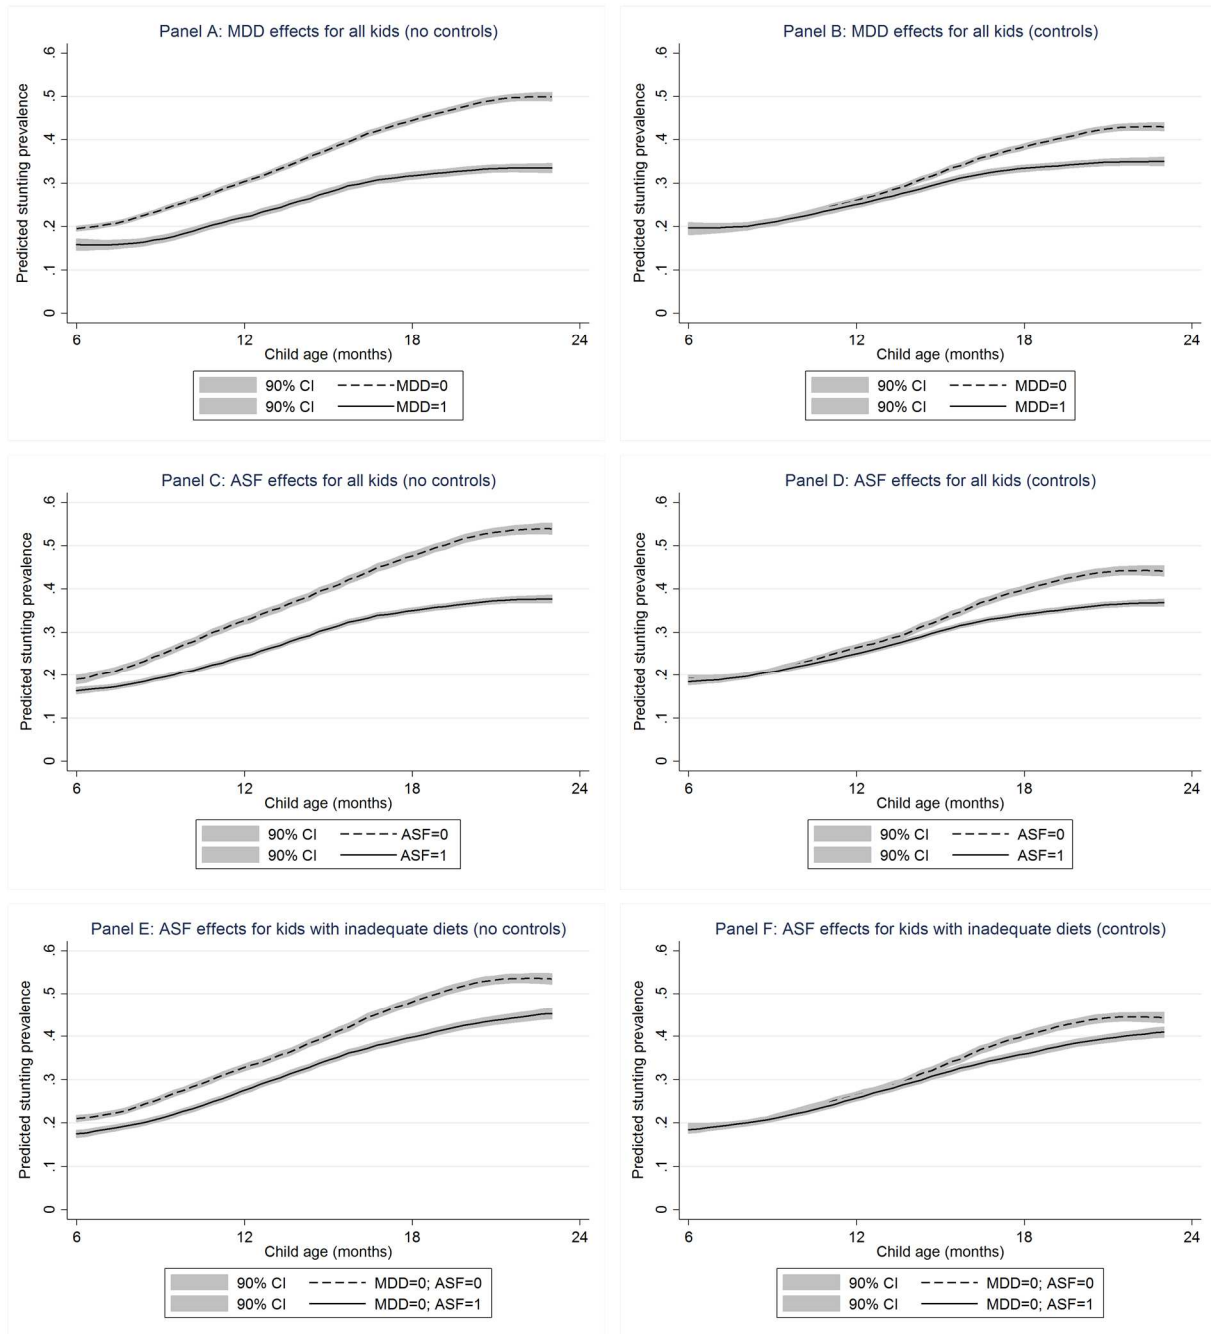 Panel A: MDD effects for all kids (no controls)
Predicted stunting prevalence
.6
.5
.4
.3
.2
.1
0
6 12 18 24
Child age (months)
90% CI MDD=0
90% CI MDD=1
Panel B: MDD effects for all kids (controls)
Predicted stunting prevalence
.6
.5
.4
.3
.2
.1
0
6 12 18 24
Child age (months)
90% CI MDD=0
90% CI MDD=1
Panel C: ASF effects for all kids (no controls)
Predicted stunting prevalence
.6
.5
.4
.3
.2
.1
0
6 12 18 24
Child age (months)
90% CI ASF=0
90% CI ASF=1
Panel D: ASF effects for all kids (controls)
Predicted stunting prevalence
.6
.5
.4
.3
.2
.1
0
6 12 18 24
Child age (months)
90% CI ASF=0
90% CI ASF=1
Panel E: ASF effects for kids with inadequate diets (no controls)
Predicted stunting prevalence
.6
.5
.4
.3
.2
.1
0
6 12 18 24
Child age (months)
90% CI MDD=0; ASF=0
90% CI MDD=0; ASF=1
Panel F: ASF effects for kids with inadequate diets (controls)
Predicted stunting prevalence
.6
.5
.4
.3
.2
.1
0
6 12 18 24
Child age (months)
90% CI MDD=0; ASF=0
90% CI MDD=0; ASF=1